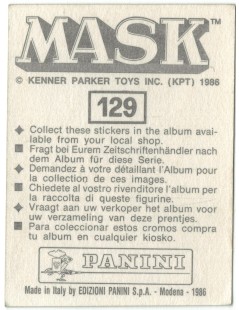 MASK™
© KENNER PARKER TOYS INC. (KPT) 1986
129
Collect these stickers in the album avai-
lable from your local shop.
Fragt bei Eurem Zeitschriftenhändler nach
dem Album für diese Serie.
Demandez à votre détaillant l'Album pour
la collection de ces images.
Chiedete al vostro rivenditore l'album per
la raccolta di queste figurine.
Vraagt aan uw verkoper het album voor
uw verzameling van deze prentjes.
Para coleccionar estos cromos compra
tu album en cualquier kiosko.
PANINI
Made in Italy by EDIZIONI PANINI S.p.A. - Modena - 1986